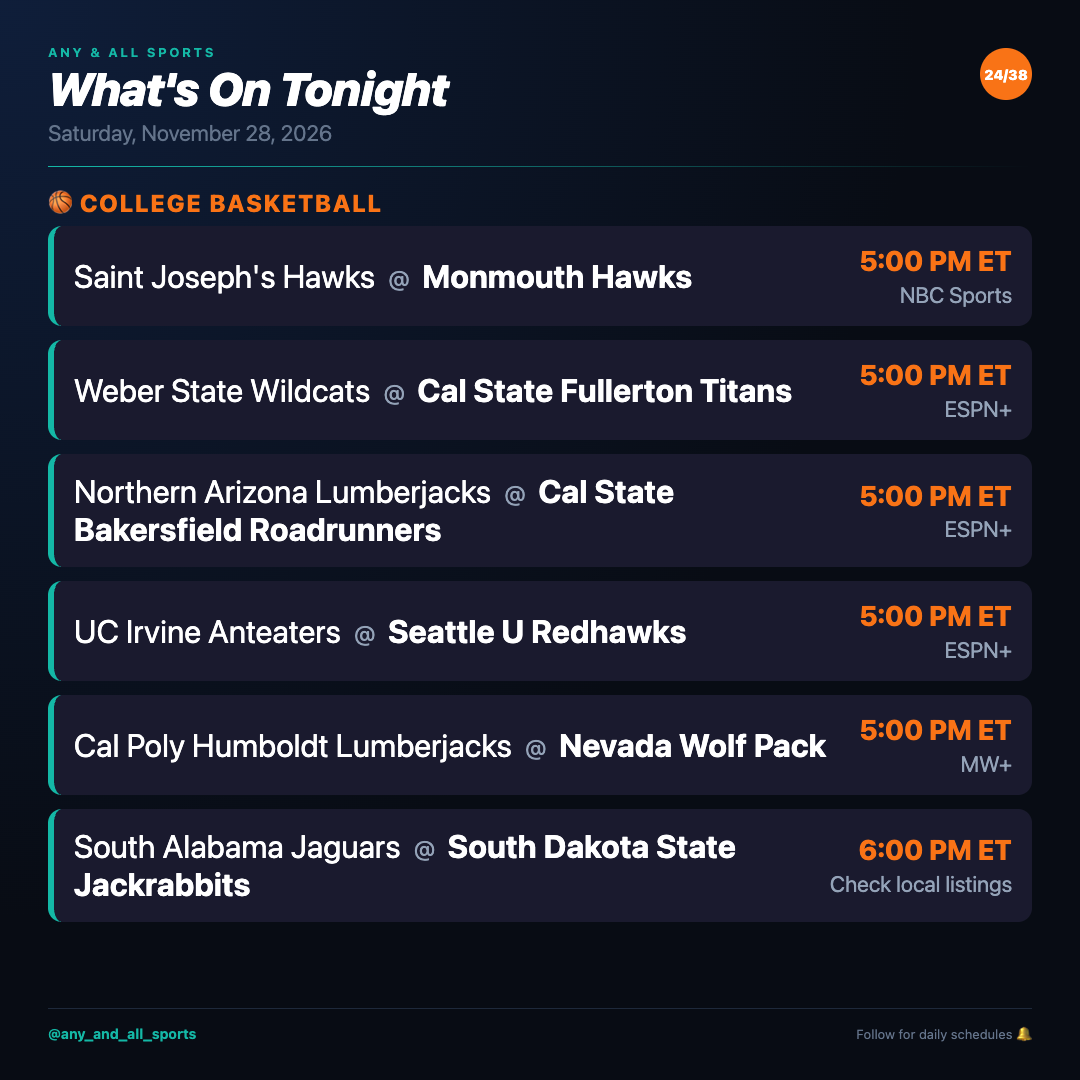 ANY & ALL SPORTS
What's On Tonight
24/38
Saturday, November 28, 2026
🏀 COLLEGE BASKETBALL
Saint Joseph's Hawks @ Monmouth Hawks
5:00 PM ET
NBC Sports
Weber State Wildcats @ Cal State Fullerton Titans
5:00 PM ET
ESPN+
Northern Arizona Lumberjacks @ Cal State
Bakersfield Roadrunners
5:00 PM ET
ESPN+
UC Irvine Anteaters @ Seattle U Redhawks
5:00 PM ET
ESPN+
Cal Poly Humboldt Lumberjacks @ Nevada Wolf Pack
5:00 PM ET
MW+
South Alabama Jaguars @ South Dakota State
Jackrabbits
6:00 PM ET
Check local listings
@any_and_all_sports
Follow for daily schedules 🔔